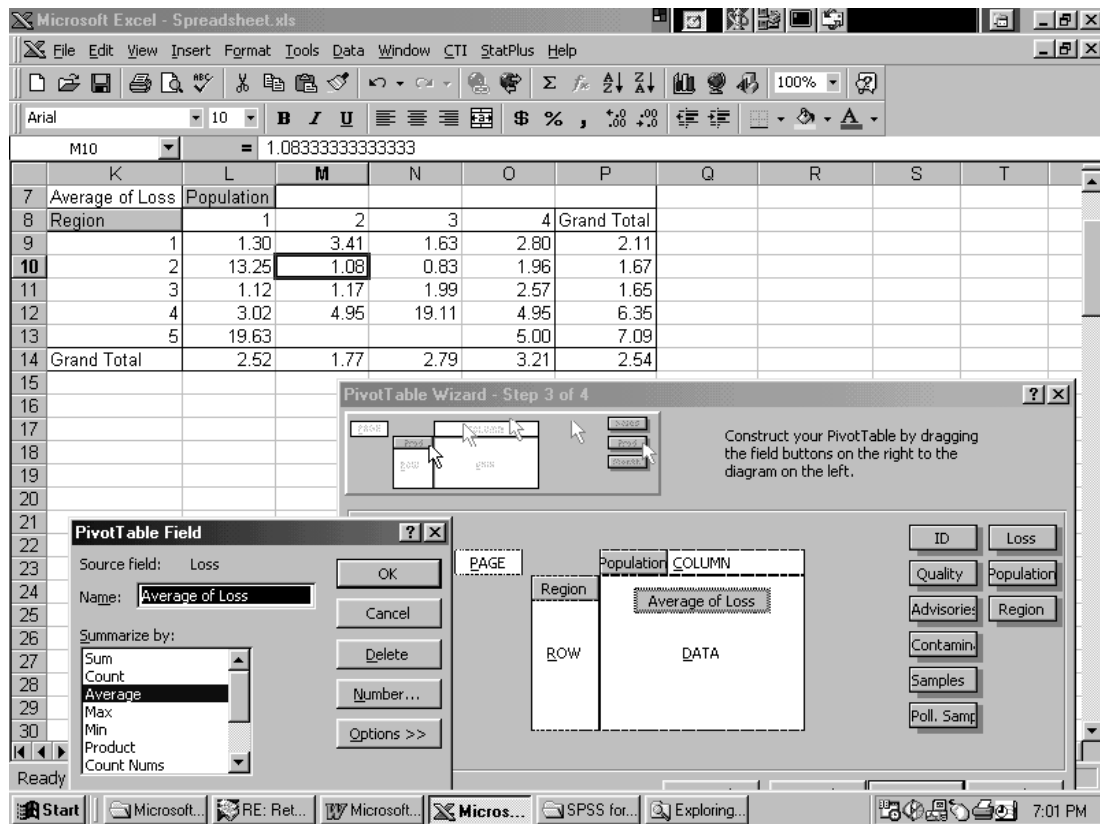 Microsoft Excel - Spreadsheet.xls
File Edit View Insert Format Tools Data Window CTI StatPlus Help
100%
Arial 10 B I U $ % ,
M10 = 1.08333333333333
K L M N O P Q R S T
7 Average of Loss Population
8 Region 1 2 3 4 Grand Total
9 1 1.30 3.41 1.63 2.80 2.11
10 2 13.25 1.08 0.83 1.96 1.67
11 3 1.12 1.17 1.99 2.57 1.65
12 4 3.02 4.95 19.11 4.95 6.35
13 5 19.63 5.00 7.09
14 Grand Total 2.52 1.77 2.79 3.21 2.54
15
16
17
18
19
20
21
22
23
24
25
26
27
28
29
30
PivotTable Wizard - Step 3 of 4
PAGE COLUMN
Prod
ROW DATA
Prod
Construct your PivotTable by dragging
the field buttons on the right to the
diagram on the left.
PAGE Population COLUMN
Region Average of Loss
ROW DATA
ID Loss
Quality Population
Advisories Region
Contamin
Samples
Poll. Samp
PivotTable Field
Source field: Loss
Name: Average of Loss
Summarize by:
Sum
Count
Average
Max
Min
Product
Count Nums
OK
Cancel
Delete
Number...
Options >>
Ready
Start Microsoft... RE: Ret... Microsoft... Micros... SPSS for... Exploring... 7:01 PM